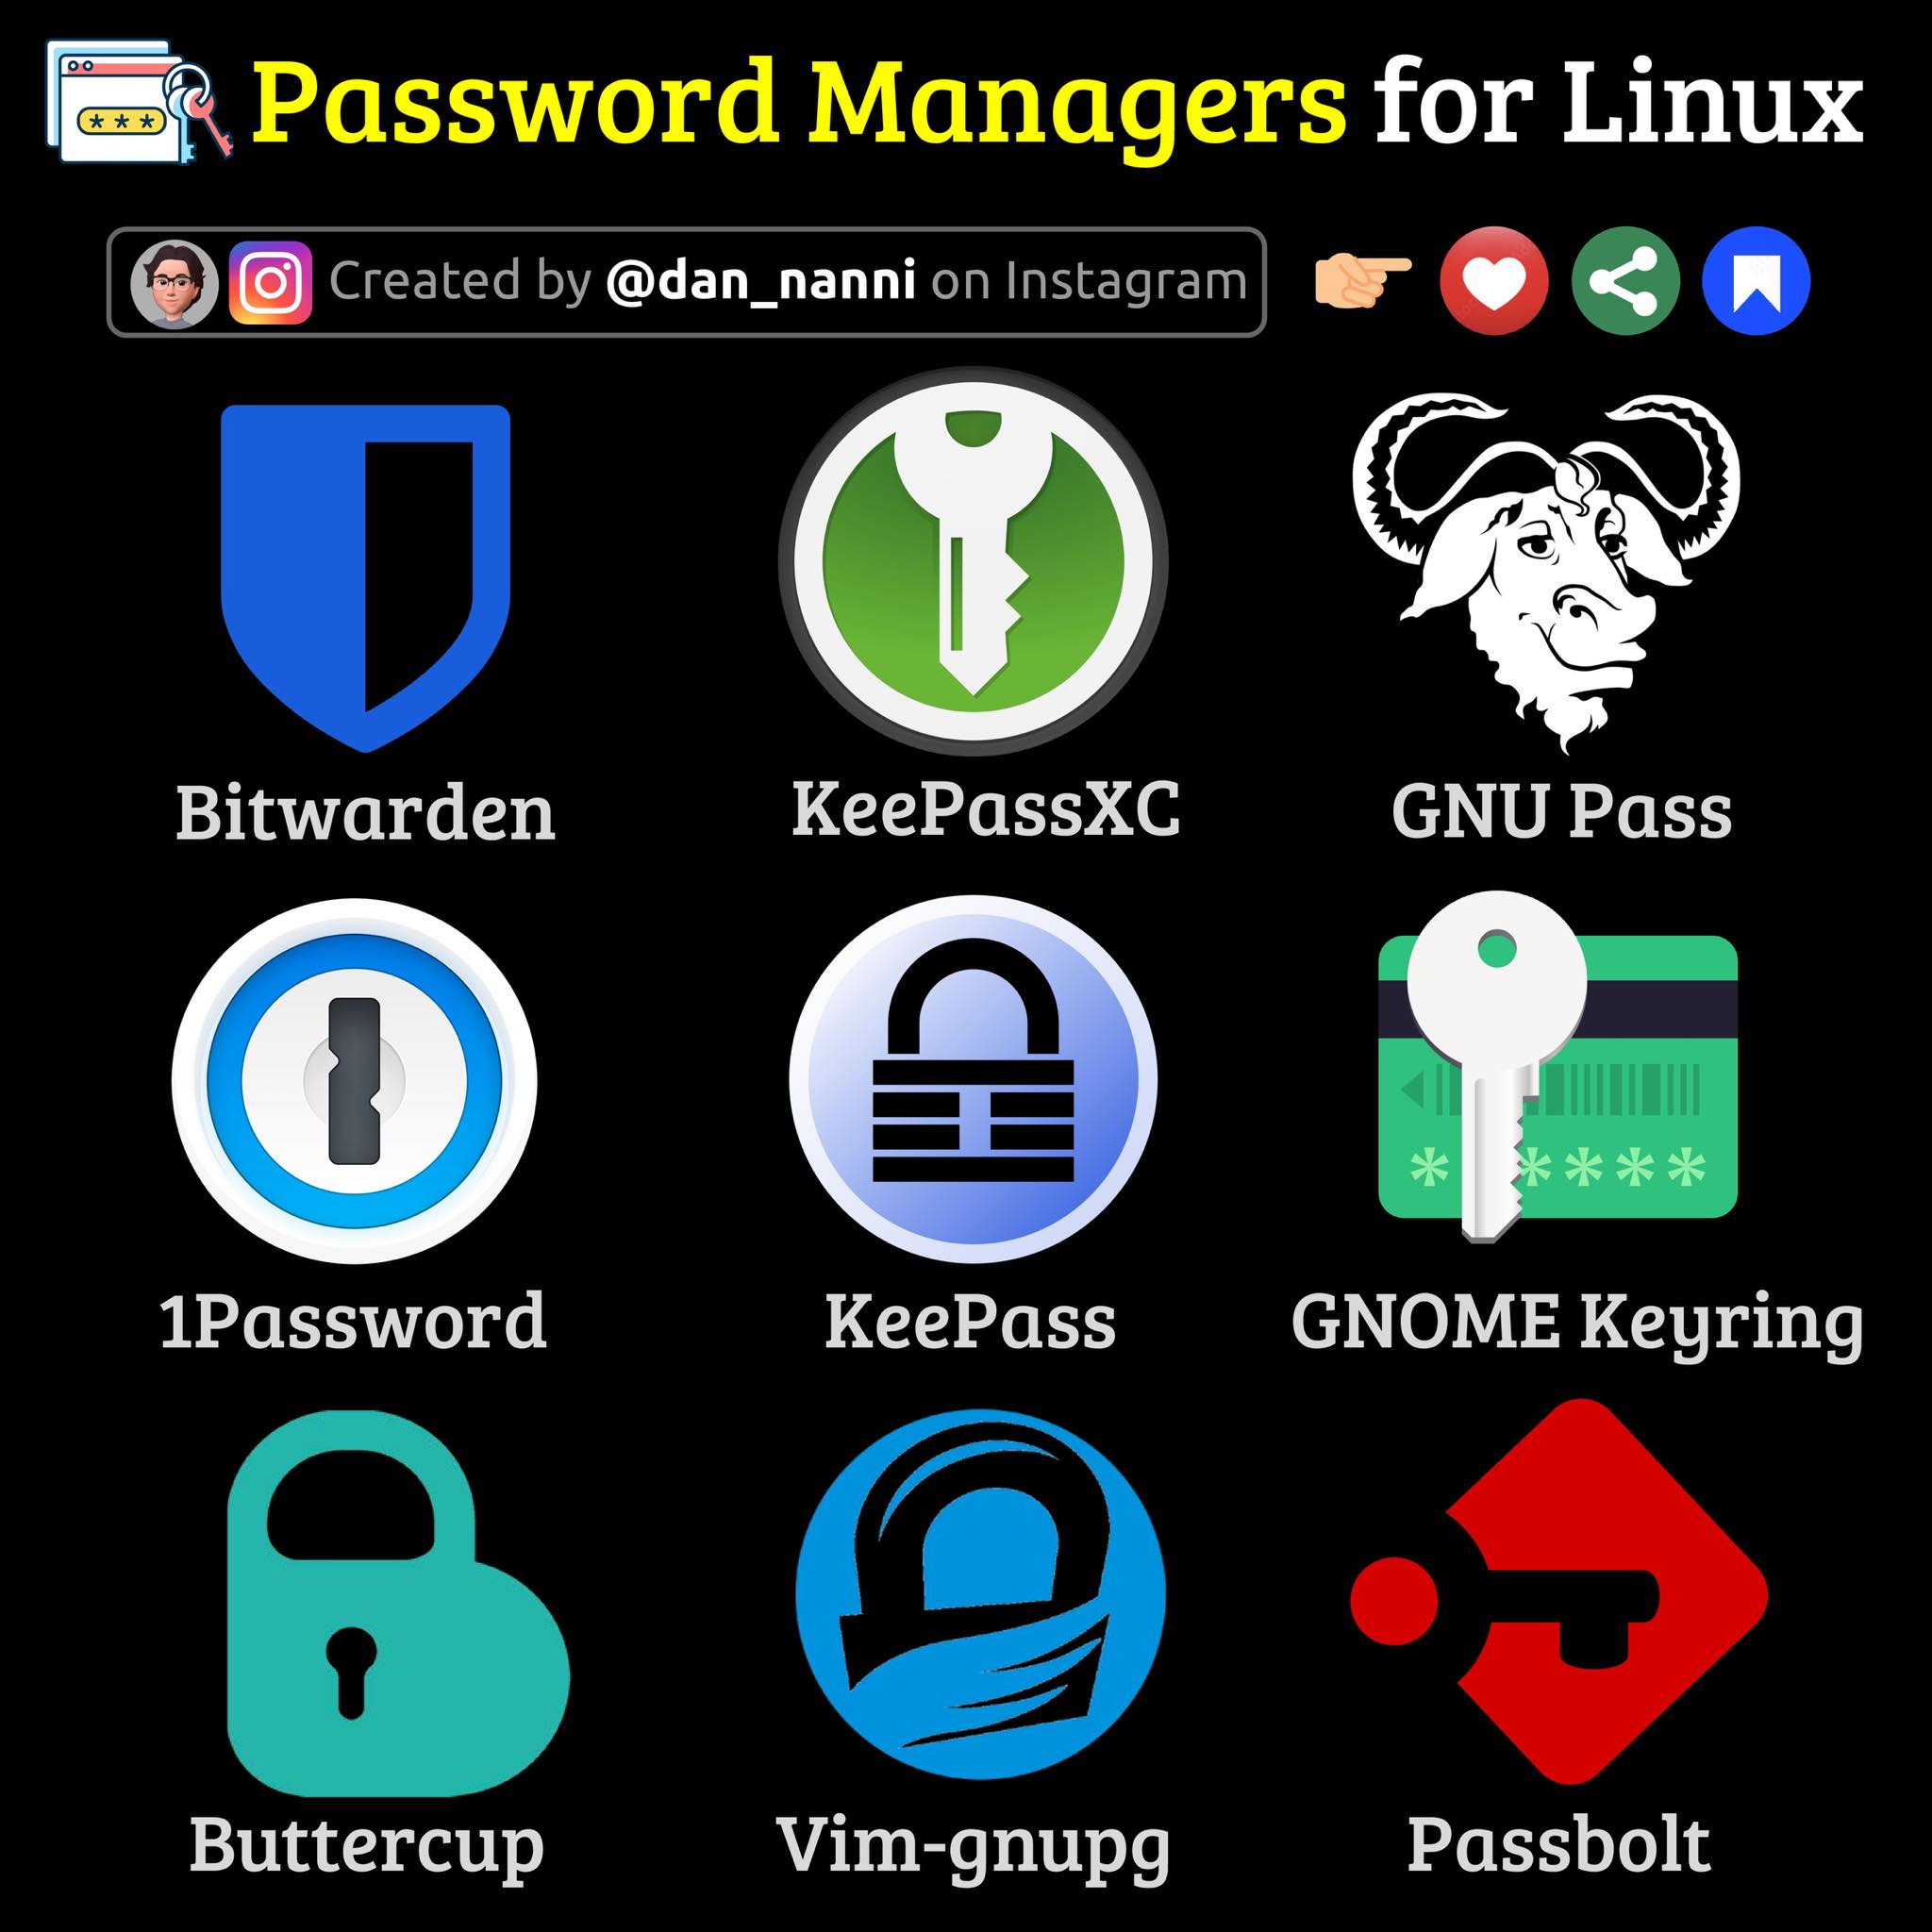 Password Managers for Linux
Created by @dan_nanni on Instagram
Bitwarden
KeePassXC
GNU Pass
1Password
KeePass
GNOME Keyring
Buttercup
Vim-gnupg
Passbolt